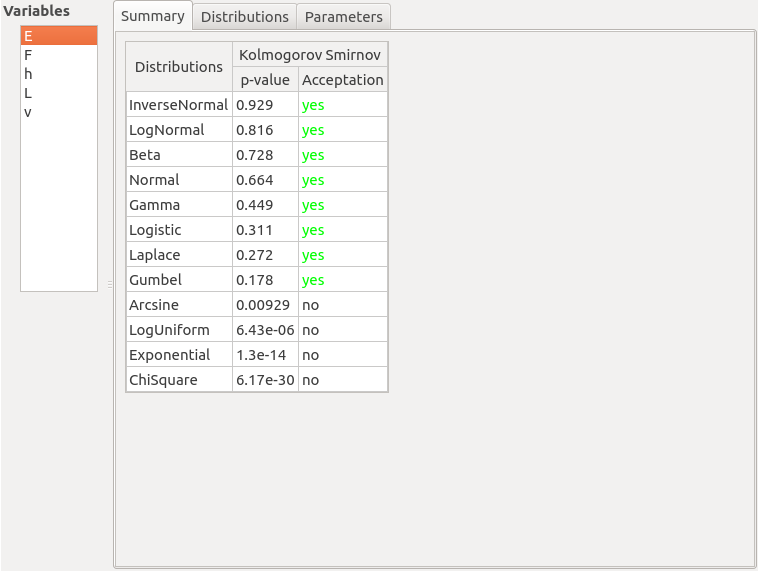 Variables
E
F
h
L
v
Summary Distributions Parameters
Distributions Kolmogorov Smirnov
p-value Acceptation
InverseNormal 0.929 yes
LogNormal 0.816 yes
Beta 0.728 yes
Normal 0.664 yes
Gamma 0.449 yes
Logistic 0.311 yes
Laplace 0.272 yes
Gumbel 0.178 yes
Arcsine 0.00929 no
LogUniform 6.43e-06 no
Exponential 1.3e-14 no
ChiSquare 6.17e-30 no